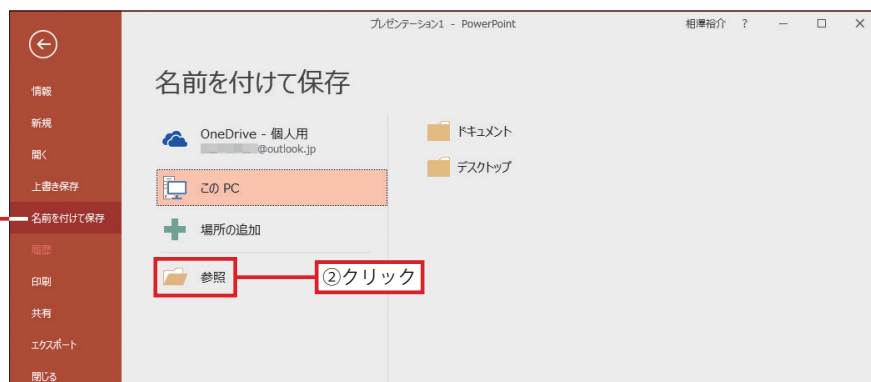 プレゼンテーション1 - PowerPoint
相澤裕介 ?
情報
新規
開く
上書き保存
名前を付けて保存
履歴
印刷
共有
エクスポート
閉じる
名前を付けて保存
OneDrive - 個人用
@outlook.jp
この PC
場所の追加
参照
②クリック
ドキュメント
デスクトップ